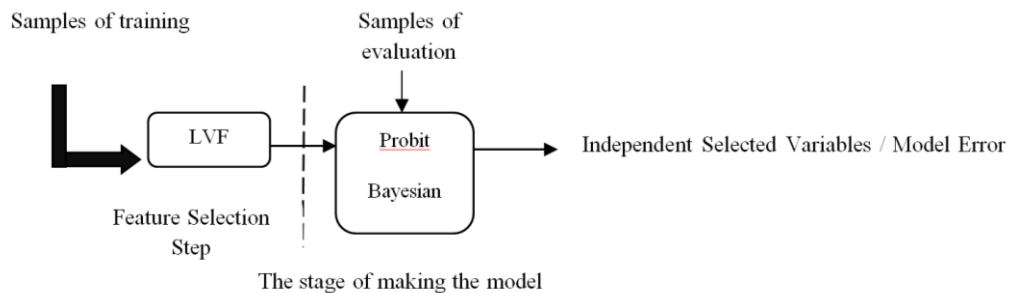 Samples of training
Samples of
evaluation
LVF
Probit
Bayesian
Independent Selected Variables / Model Error
Feature Selection
Step
The stage of making the model